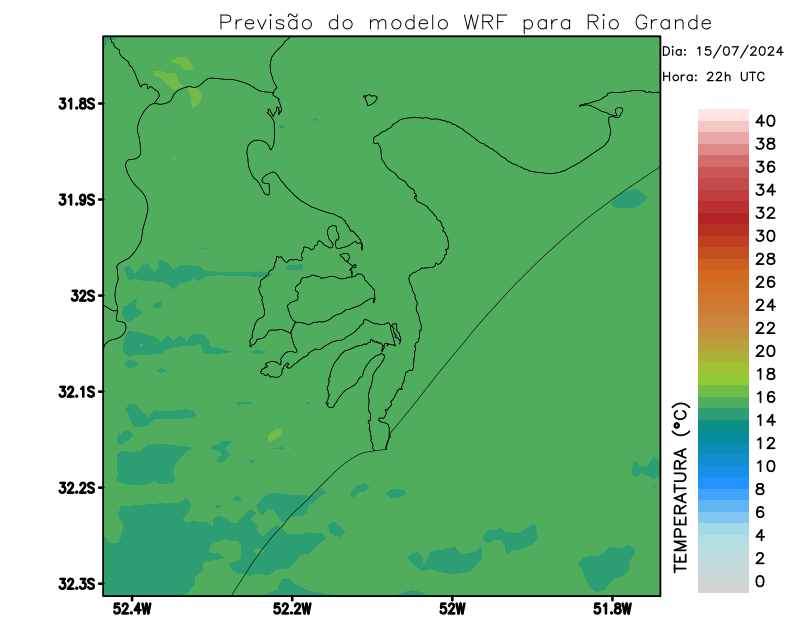 Previsão do modelo WRF para Rio Grande
Dia: 15/07/2024
Hora: 22h UTC
31.8S
31.9S
32S
32.1S
32.2S
32.3S
52.4W
52.2W
52W
51.8W
TEMPERATURA (°C)
40
38
36
34
32
30
28
26
24
22
20
18
16
14
12
10
8
6
4
2
0